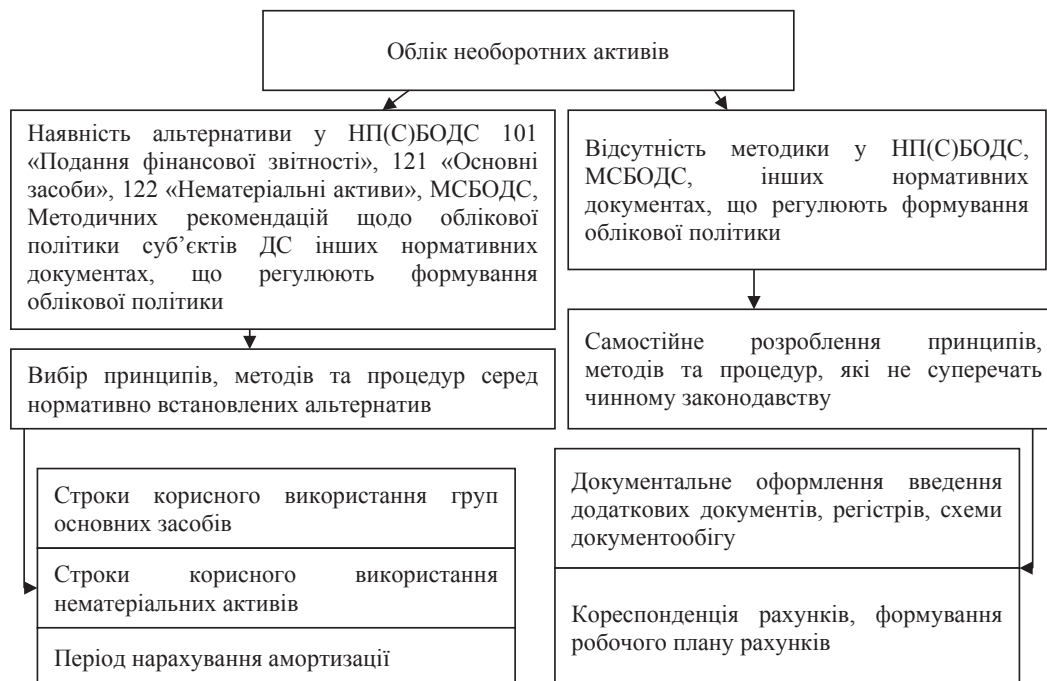 Облік необоротних активів
Наявність альтернативи у НП(С)БОДС 101
«Подання фінансової звітності», 121 «Основні
засоби», 122 «Нематеріальні активи», МСБОДС,
Методичних рекомендацій щодо облікової
політики суб’єктів ДС інших нормативних
документах, що регулюють формування
облікової політики
Відсутність методики у НП(С)БОДС,
МСБОДС, інших нормативних
документах, що регулюють формування
облікової політики
Вибір принципів, методів та процедур серед
нормативно встановлених альтернатив
Самостійне розроблення принципів,
методів та процедур, які не суперечать
чинному законодавству
Строки корисного використання груп
основних засобів
Строки корисного використання
нематеріальних активів
Період нарахування амортизації
Документальне оформлення введення
додаткових документів, регістрів, схеми
документообігу
Кореспонденція рахунків, формування
робочого плану рахунків